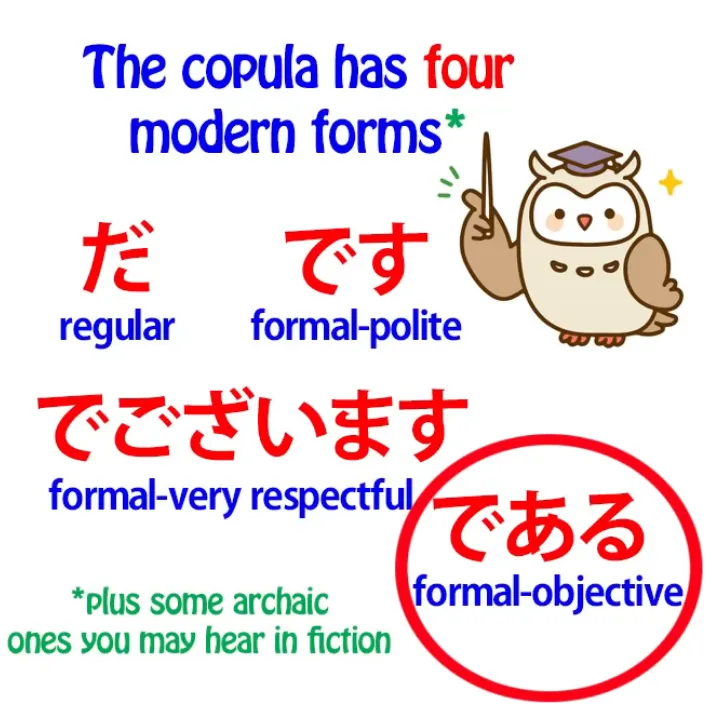 The copula has four
modern forms*
だ
です
regular
formal-polite
でございます
formal-very respectful
である
formal-objective
*plus some archaic
ones you may hear in fiction